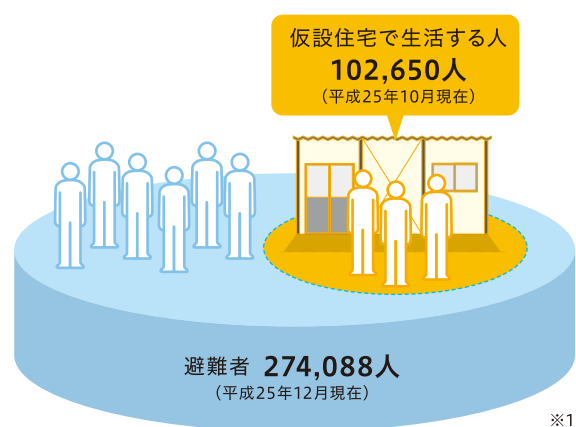 仮設住宅で生活する人
102,650人
（平成25年10月現在）
避難者 274,088人
（平成25年12月現在）
※1